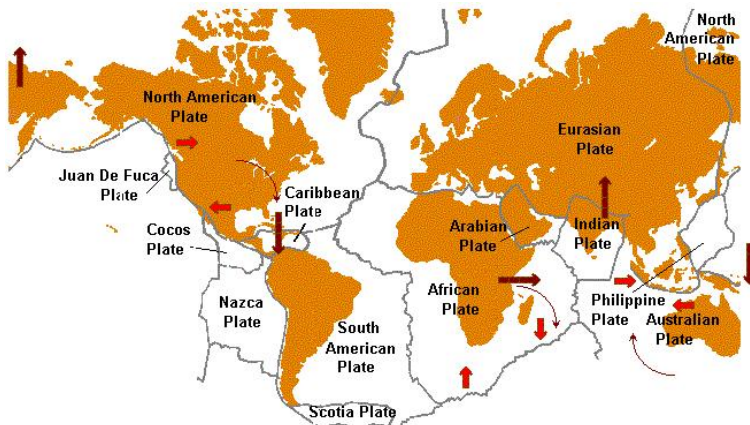 North
American
Plate
North American
Plate
Eurasian
Plate
Juan De Fuca
Plate
Caribbean
Plate
Cocos
Plate
Arabian
Plate
Indian
Plate
Nazca
Plate
African
Plate
Philippine
Plate
Australian
Plate
South
American
Plate
Scotia Plate